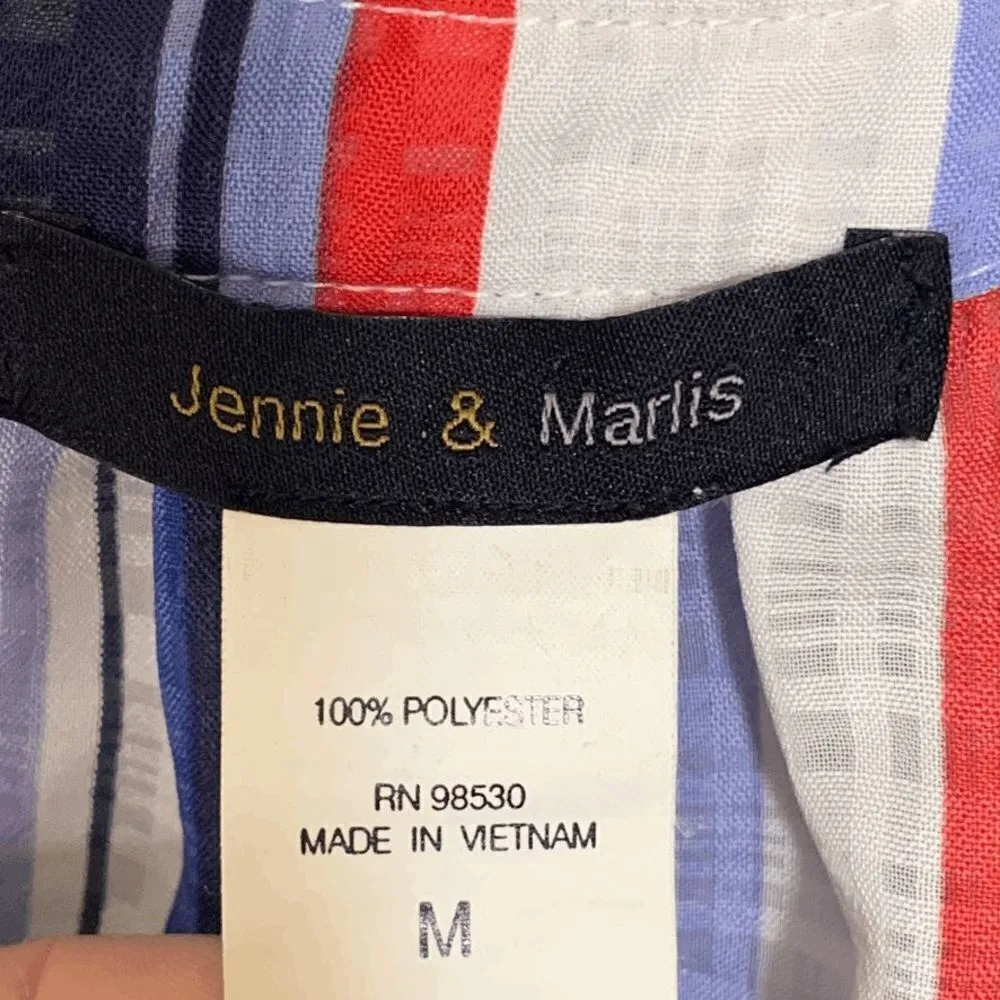 Jennie & Marlis
100% POLYESTER
RN 98530
MADE IN VIETNAM
M